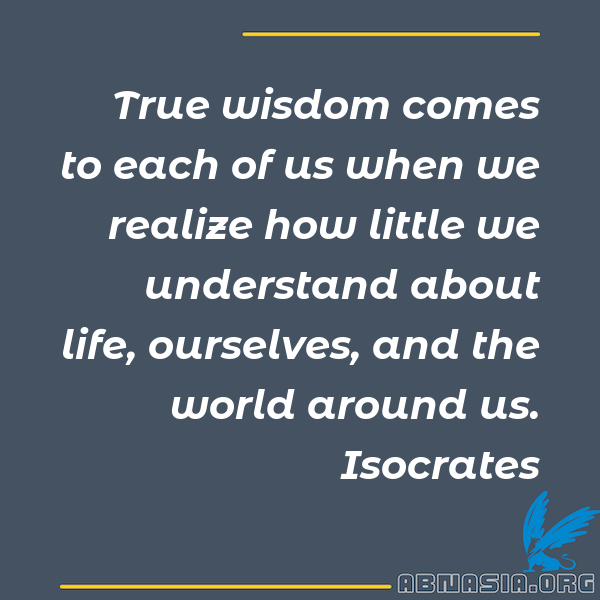 True wisdom comes
to each of us when we
realize how little we
understand about
life, ourselves, and the
world around us.
Isocrates
ABNASIA.ORG